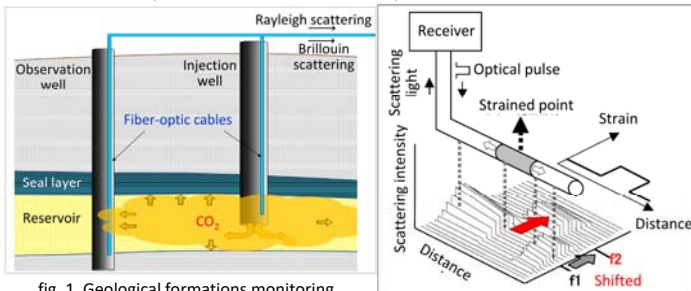 Rayleigh scattering
Brillouin
scattering
Observation
well
Injection
well
Fiber-optic cables
Seal layer
Reservoir
CO2
fig. 1 Geological formations monitoring
Receiver
Scattering
light
Optical pulse
Strained point
Strain
Scattering intensity
Distance
Distance
f2
f1 Shifted